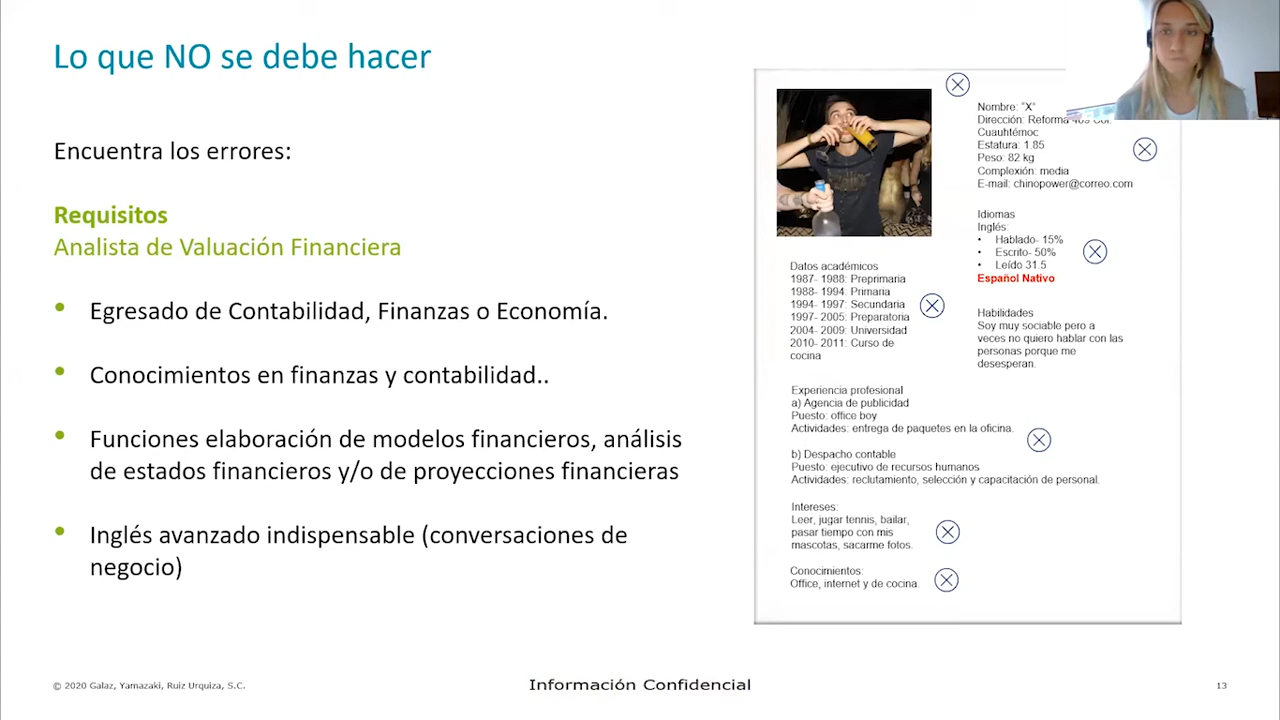 Lo que NO se debe hacer
Encuentra los errores:
Requisitos
Analista de Valuación Financiera
• Egresado de Contabilidad, Finanzas o Economía.
• Conocimientos en finanzas y contabilidad..
• Funciones elaboración de modelos financieros, análisis
de estados financieros y/o de proyecciones financieras
• Inglés avanzado indispensable (conversaciones de
negocio)
Nombre: "X"
Dirección: Reforma
Cuauhtémoc
Estatura: 1.85
Peso: 82 kg
Complexión: media
E-mail: chinopower@correo.com
Idiomas
Inglés:
• Hablado- 15%
• Escrito- 50%
• Leído 31.5
Español Nativo
Habilidades
Soy muy sociable pero a
veces no quiero hablar con las
personas porque me
desesperan.
Datos académicos
1987- 1988: Preprimaria
1988- 1994: Primaria
1994- 1997: Secundaria
1997- 2005: Preparatoria
2004- 2009: Universidad
2010- 2011: Curso de
cocina
Experiencia profesional
a) Agencia de publicidad
Puesto: office boy
Actividades: entrega de paquetes en la oficina.
b) Despacho contable
Puesto: ejecutivo de recursos humanos
Actividades: reclutamiento, selección y capacitación de personal.
Intereses:
Leer, jugar tennis, bailar,
pasar tiempo con mis
mascotas, sacarme fotos.
Conocimientos:
Office, internet y de cocina.
© 2020 Galaz, Yamazaki, Ruiz Urquiza, S.C.
Información Confidencial
13